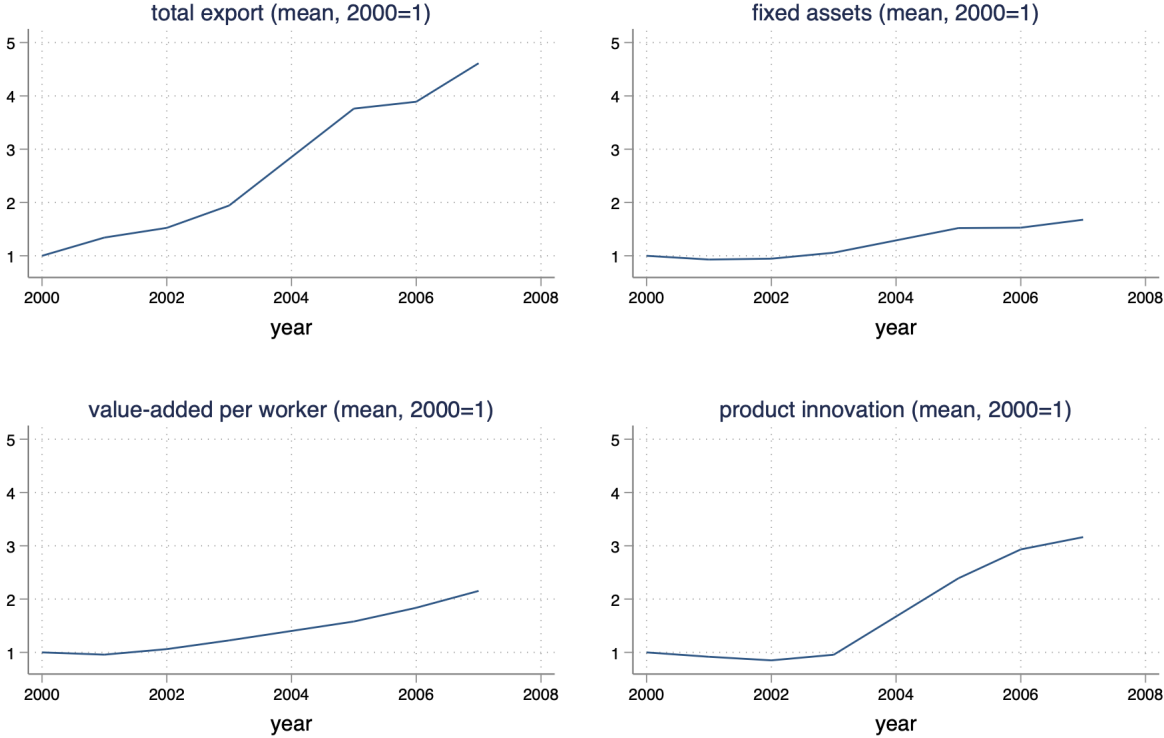 total export (mean, 2000=1)
5
4
3
2
1
2000 2002 2004 2006 2008
year
fixed assets (mean, 2000=1)
5
4
3
2
1
2000 2002 2004 2006 2008
year
value-added per worker (mean, 2000=1)
5
4
3
2
1
2000 2002 2004 2006 2008
year
product innovation (mean, 2000=1)
5
4
3
2
1
2000 2002 2004 2006 2008
year